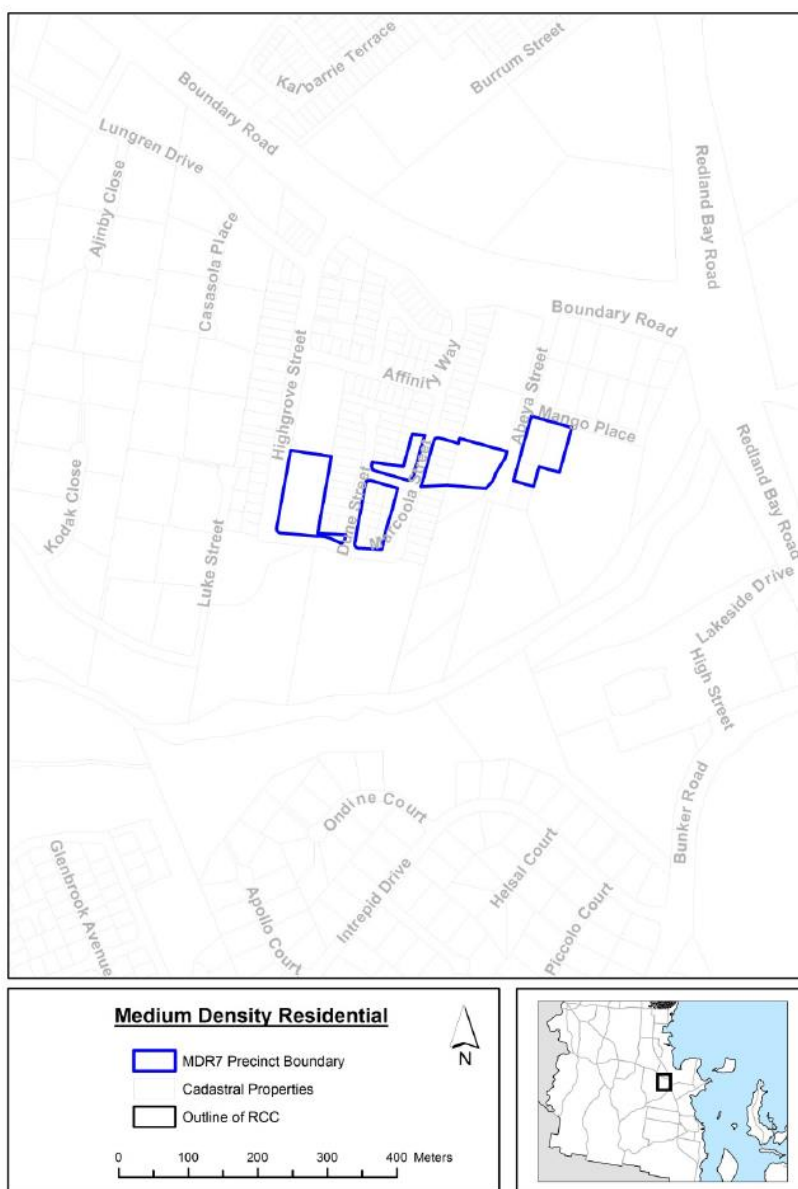 Kalbarrie Terrace
Burrum Street
Boundary Road
Lungren Drive
Redland Bay Road
Ajinby Close
Casasola Place
Boundary Road
Highgrove Street
Affinity Way
Abeya Street
Mango Place
Redland Bay Road
Kodak Close
Luke Street
Dune Street
Marcoola Street
Lakeside Drive
High Street
Ondine Court
Bunker Road
Glenbrook Avenue
Apollo Court
Intrepid Drive
Helsal Court
Piccolo Court
Medium Density Residential
MDR7 Precinct Boundary
Cadastral Properties
Outline of RCC
N
0 100 200 300 400 Meters